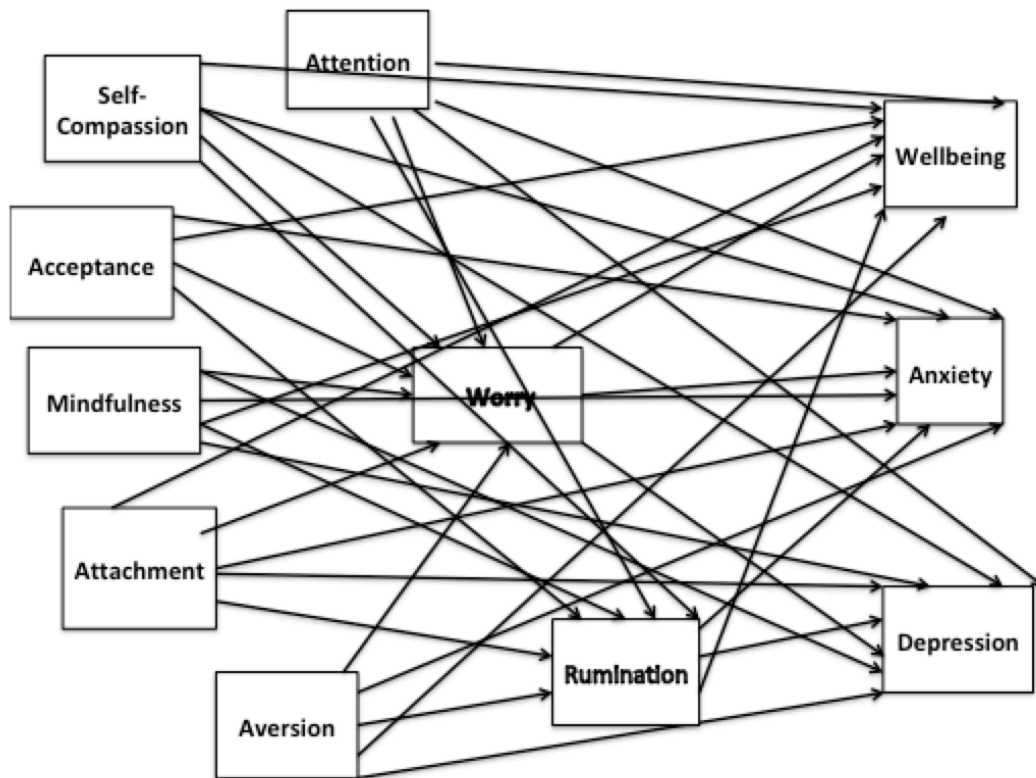 Attention
Self-
Compassion
Wellbeing
Acceptance
Anxiety
Mindfulness
Worry
Attachment
Depression
Rumination
Aversion